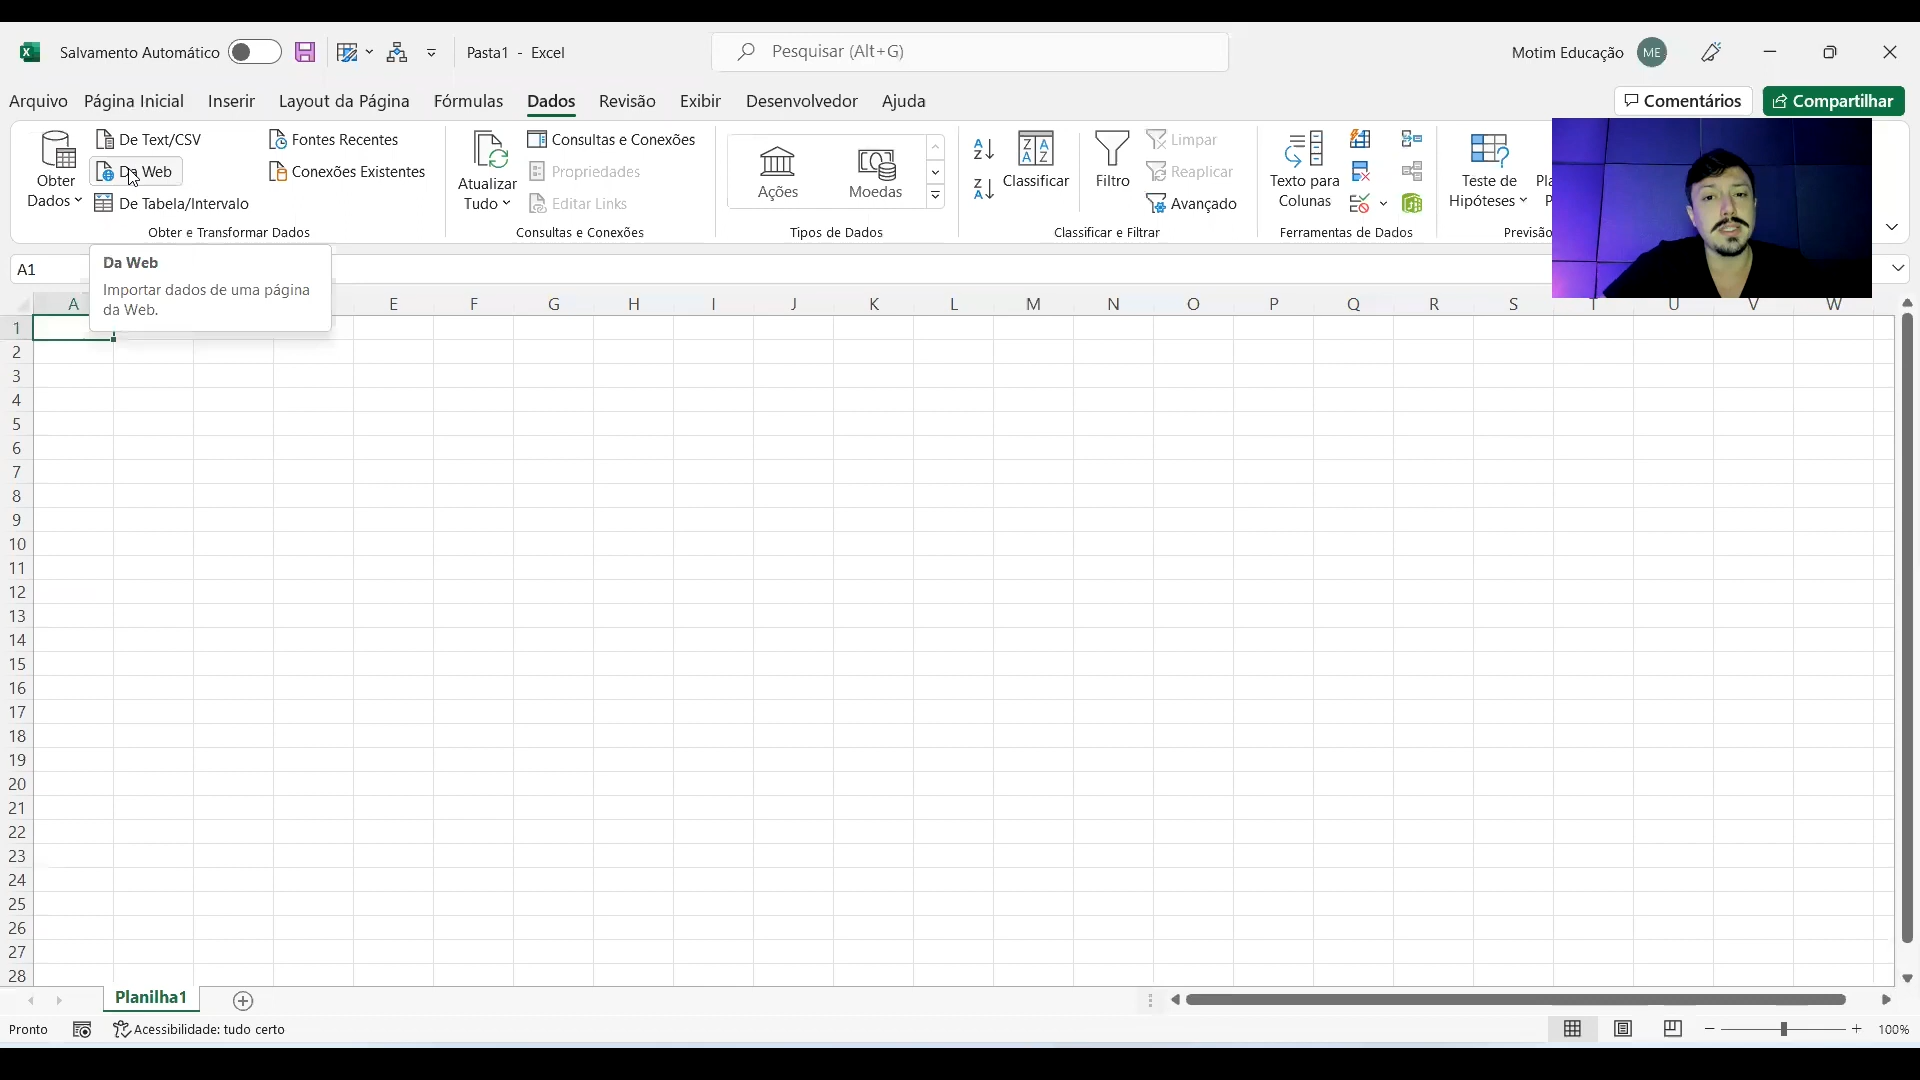 Salvamento Automático
Pasta1 - Excel
Pesquisar (Alt+G)
Motim Educação
ME
Arquivo
Página Inicial
Inserir
Layout da Página
Fórmulas
Dados
Revisão
Exibir
Desenvolvedor
Ajuda
Comentários
Compartilhar
Obter
Dados
De Text/CSV
Da Web
De Tabela/Intervalo
Fontes Recentes
Conexões Existentes
Obter e Transformar Dados
Atualizar
Tudo
Consultas e Conexões
Propriedades
Editar Links
Consultas e Conexões
Ações
Moedas
Tipos de Dados
Classificar
Filtro
Limpar
Reaplicar
Avançado
Classificar e Filtrar
Texto para
Colunas
Ferramentas de Dados
Teste de
Hipóteses
Previsão
A1
Da Web
Importar dados de uma página
da Web.
A E F G H I J K L M N O P Q R S T U V W
1
2
3
4
5
6
7
8
9
10
11
12
13
14
15
16
17
18
19
20
21
22
23
24
25
26
27
28
Planilha1
Pronto
Acessibilidade: tudo certo
100%